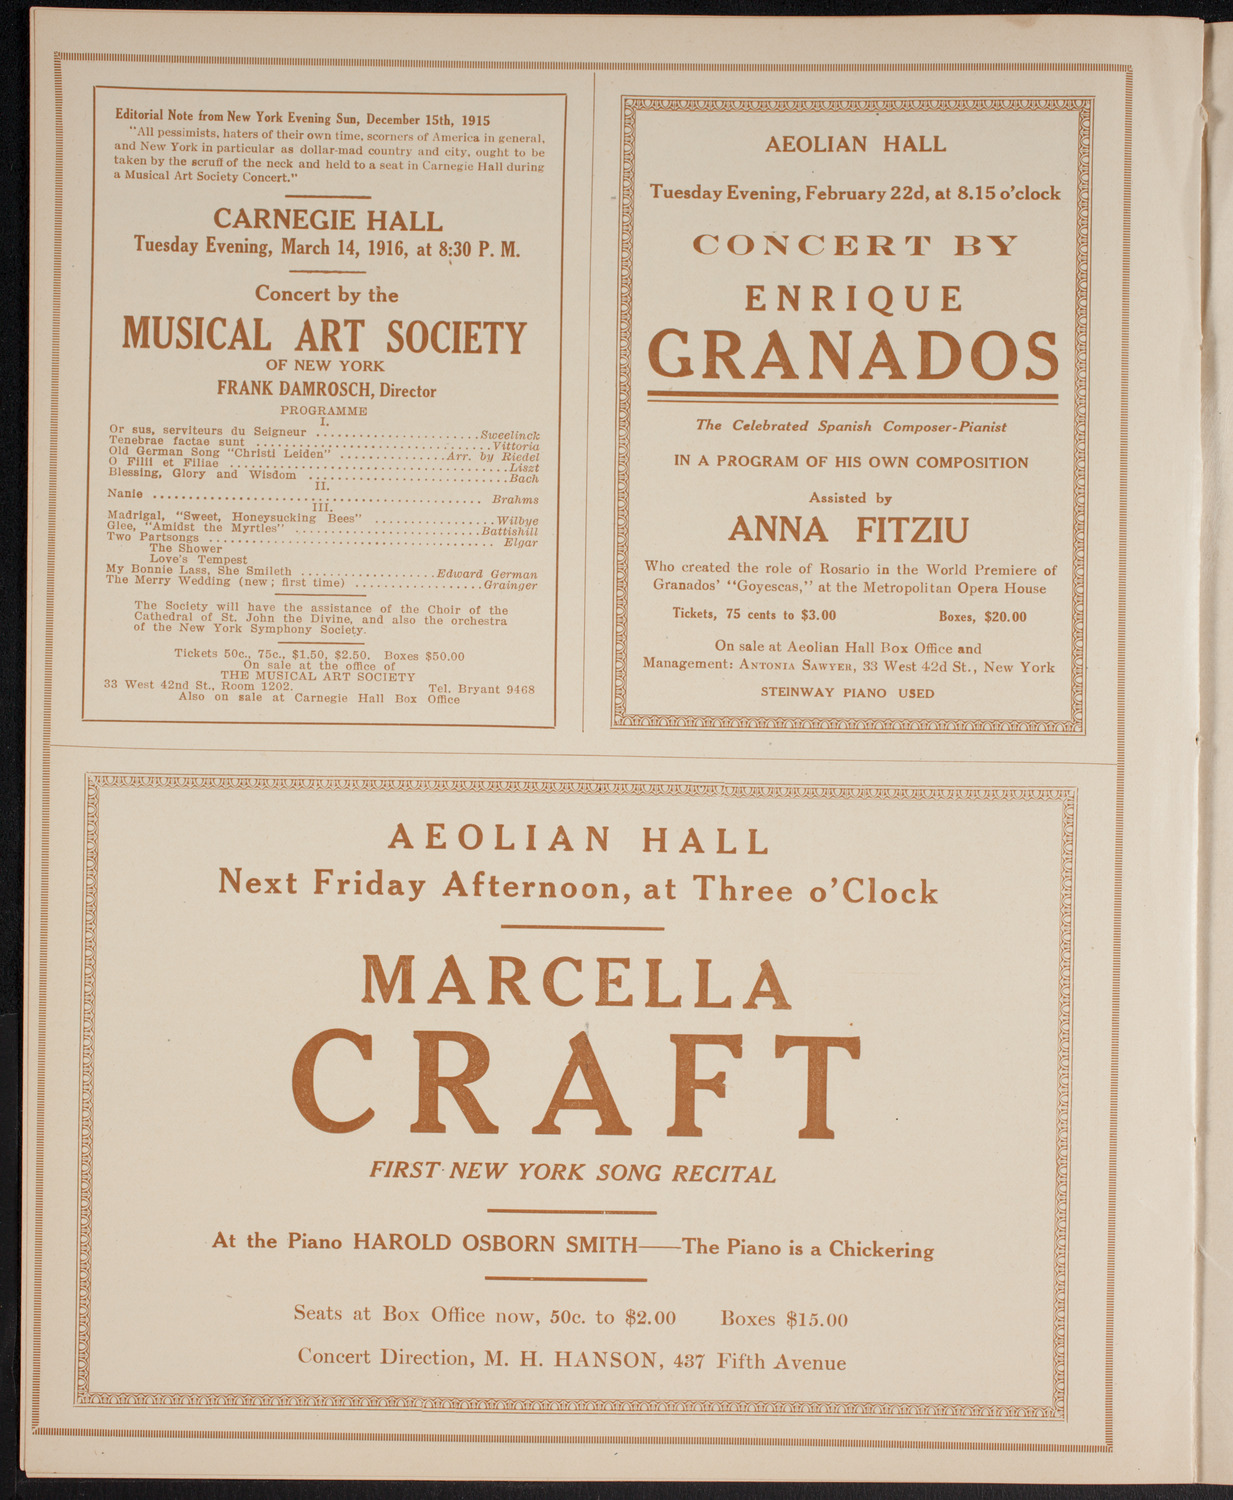 Editorial Note from New York Evening Sun, December 15th, 1915
"All pessimists, haters of their own time, scorners of America in general,
and New York in particular as dollar-mad country and city, ought to be
taken by the scruff of the neck and held to a seat in Carnegie Hall during
a Musical Art Society Concert."
CARNEGIE HALL
Tuesday Evening, March 14, 1916, at 8:30 P. M.
Concert by the
MUSICAL ART SOCIETY
OF NEW YORK
FRANK DAMROSCH, Director
PROGRAMME
I.
Or sus, serviteurs du Seigneur ........................Sweelinck
Tenebrae factae sunt ..................................Vittoria
Old German Song "Christi Leiden" ...............Arr. by Riedel
O Filii et Filiae ........................................Liszt
Blessing, Glory and Wisdom .............................Bach
II.
Nanie ................................................ Brahms
III.
Madrigal, "Sweet, Honeysucking Bees" .................Wilbye
Glee, "Amidst the Myrtles" ...........................Battishill
Two Partsongs ......................................... Elgar
The Shower
Love's Tempest
My Bonnie Lass, She Smileth ....................Edward German
The Merry Wedding (new; first time) ...................Grainger
The Society will have the assistance of the Choir of the
Cathedral of St. John the Divine, and also the orchestra
of the New York Symphony Society.
Tickets 50c., 75c., $1.50, $2.50. Boxes $50.00
On sale at the office of
THE MUSICAL ART SOCIETY
33 West 42nd St., Room 1202. Tel. Bryant 9468
Also on sale at Carnegie Hall Box Office
AEOLIAN HALL
Tuesday Evening, February 22d, at 8.15 o'clock
CONCERT BY
ENRIQUE
GRANADOS
The Celebrated Spanish Composer-Pianist
IN A PROGRAM OF HIS OWN COMPOSITION
Assisted by
ANNA FITZIU
Who created the role of Rosario in the World Premiere of
Granados' "Goyescas," at the Metropolitan Opera House
Tickets, 75 cents to $3.00 Boxes, $20.00
On sale at Aeolian Hall Box Office and
Management: ANTONIA SAWYER, 33 West 42d St., New York
STEINWAY PIANO USED
AEOLIAN HALL
Next Friday Afternoon, at Three o'Clock
MARCELLA
CRAFT
FIRST NEW YORK SONG RECITAL
At the Piano HAROLD OSBORN SMITH——The Piano is a Chickering
Seats at Box Office now, 50c. to $2.00 Boxes $15.00
Concert Direction, M. H. HANSON, 437 Fifth Avenue